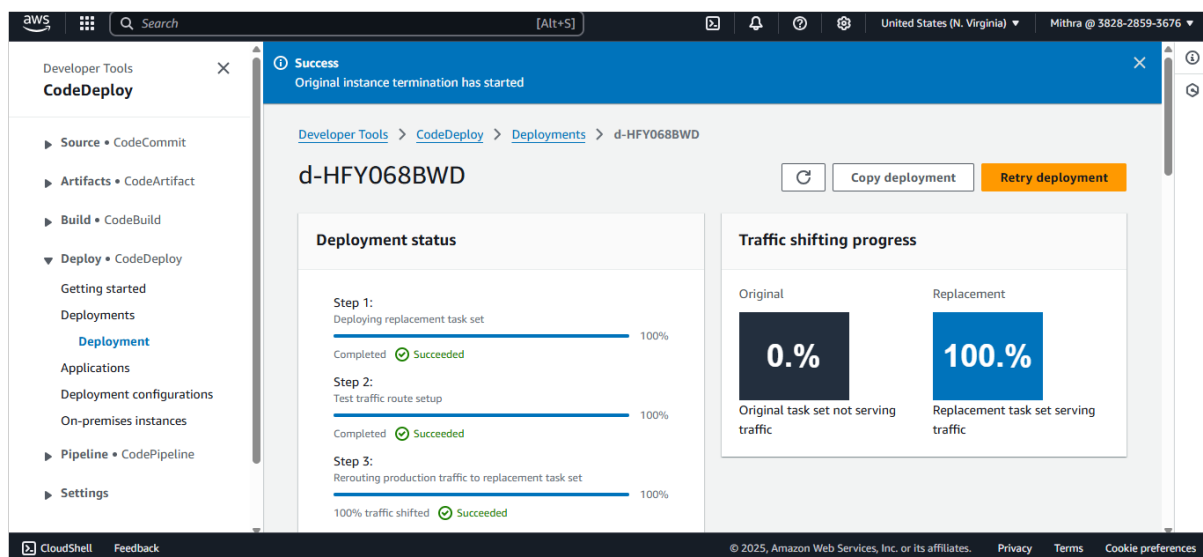 aws
Search
[Alt+S]
United States (N. Virginia) ▼
Mithra @ 3828-2859-3676 ▼
Developer Tools
CodeDeploy
Source • CodeCommit
Artifacts • CodeArtifact
Build • CodeBuild
Deploy • CodeDeploy
Getting started
Deployments
Deployment
Applications
Deployment configurations
On-premises instances
Pipeline • CodePipeline
Settings
Success
Original instance termination has started
Developer Tools > CodeDeploy > Deployments > d-HFY068BWD
d-HFY068BWD
Copy deployment
Retry deployment
Deployment status
Step 1:
Deploying replacement task set
100%
Completed Succeeded
Step 2:
Test traffic route setup
100%
Completed Succeeded
Step 3:
Rerouting production traffic to replacement task set
100%
100% traffic shifted Succeeded
Traffic shifting progress
Original
0.%
Original task set not serving
traffic
Replacement
100.%
Replacement task set serving
traffic
CloudShell
Feedback
© 2025, Amazon Web Services, Inc. or its affiliates.
Privacy
Terms
Cookie preferences